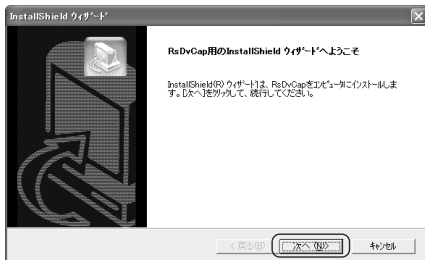 InstallShield ウィザード
RsDvCap用のInstallShield ウィザードへようこそ
InstallShield(R) ウィザードは、RsDvCapをコンピュータにインストールしま
す。[次へ]をクリックして、続行してください。
< 戻る(B)
次へ (N)>
キャンセル